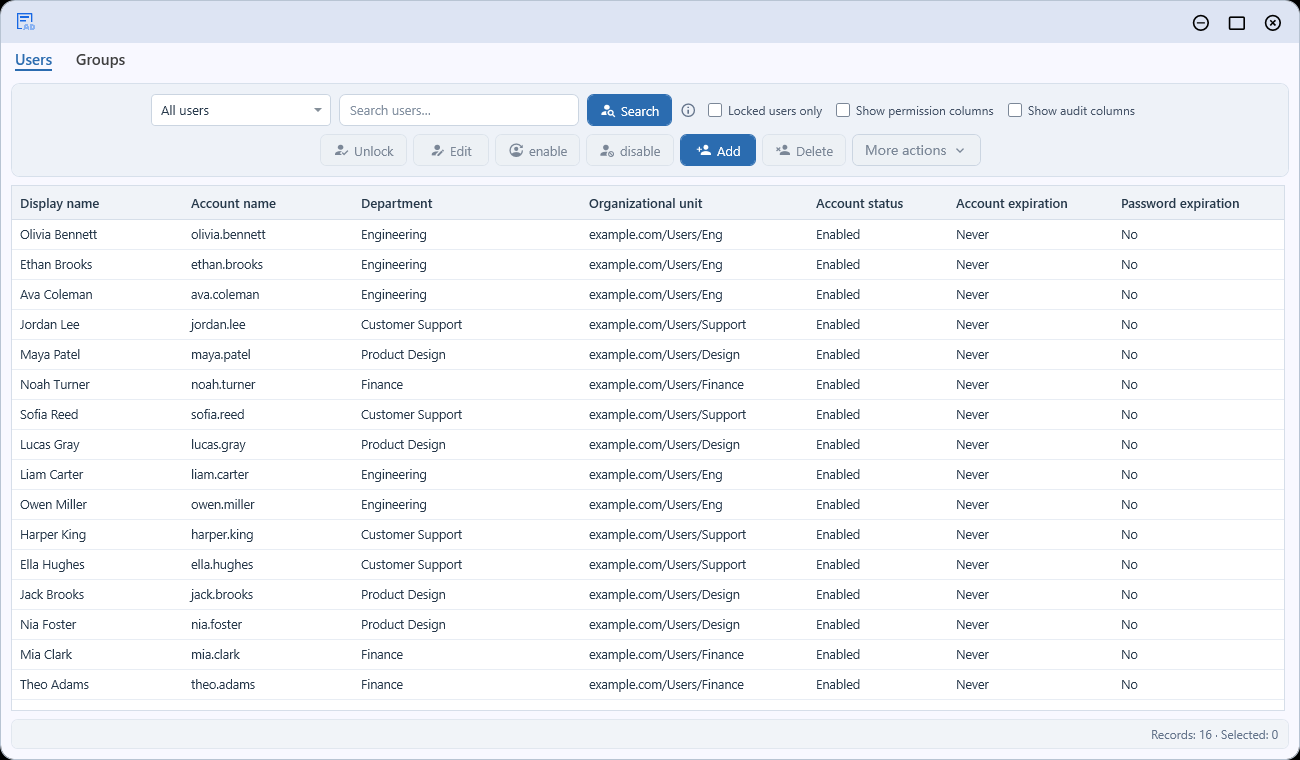 AD
Users Groups
All users Search users... Search Locked users only Show permission columns Show audit columns
Unlock Edit enable disable Add Delete More actions
Display name Account name Department Organizational unit Account status Account expiration Password expiration
Olivia Bennett olivia.bennett Engineering example.com/Users/Eng Enabled Never No
Ethan Brooks ethan.brooks Engineering example.com/Users/Eng Enabled Never No
Ava Coleman ava.coleman Engineering example.com/Users/Eng Enabled Never No
Jordan Lee jordan.lee Customer Support example.com/Users/Support Enabled Never No
Maya Patel maya.patel Product Design example.com/Users/Design Enabled Never No
Noah Turner noah.turner Finance example.com/Users/Finance Enabled Never No
Sofia Reed sofia.reed Customer Support example.com/Users/Support Enabled Never No
Lucas Gray lucas.gray Product Design example.com/Users/Design Enabled Never No
Liam Carter liam.carter Engineering example.com/Users/Eng Enabled Never No
Owen Miller owen.miller Engineering example.com/Users/Eng Enabled Never No
Harper King harper.king Customer Support example.com/Users/Support Enabled Never No
Ella Hughes ella.hughes Customer Support example.com/Users/Support Enabled Never No
Jack Brooks jack.brooks Product Design example.com/Users/Design Enabled Never No
Nia Foster nia.foster Product Design example.com/Users/Design Enabled Never No
Mia Clark mia.clark Finance example.com/Users/Finance Enabled Never No
Theo Adams theo.adams Finance example.com/Users/Finance Enabled Never No
Records: 16 · Selected: 0